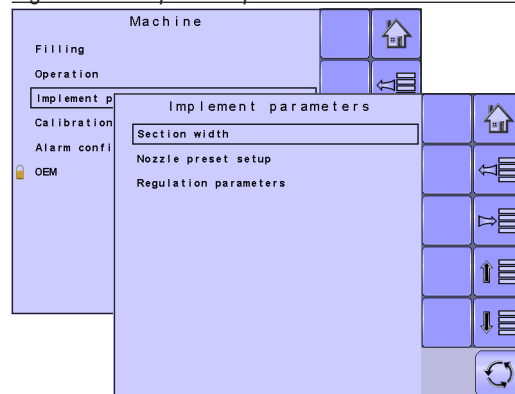 Machine
Filling
Operation
Implement p
Calibration
Alarm confi
OEM
Implement parameters
Section width
Nozzle preset setup
Regulation parameters